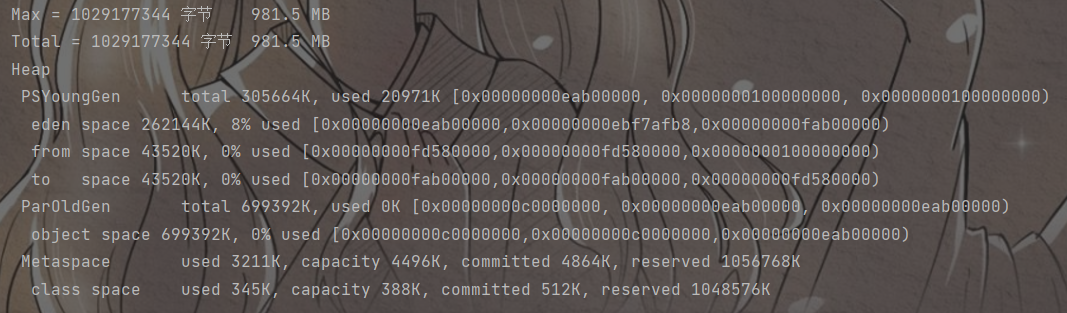 Max = 1029177344 字节    981.5 MB
Total = 1029177344 字节  981.5 MB
Heap
 PSYoungGen      total 305664K, used 20971K [0x00000000eab00000, 0x0000000100000000, 0x0000000100000000)
  eden space 262144K, 8% used [0x00000000eab00000,0x00000000ebf7afb8,0x00000000fab00000)
  from space 43520K, 0% used [0x00000000fd580000,0x00000000fd580000,0x0000000100000000)
  to   space 43520K, 0% used [0x00000000fab00000,0x00000000fab00000,0x00000000fd580000)
 ParOldGen       total 699392K, used 0K [0x00000000c0000000, 0x00000000eab00000, 0x00000000eab00000)
  object space 699392K, 0% used [0x00000000c0000000,0x00000000c0000000,0x00000000eab00000)
 Metaspace       used 3211K, capacity 4496K, committed 4864K, reserved 1056768K
  class space    used 345K, capacity 388K, committed 512K, reserved 1048576K